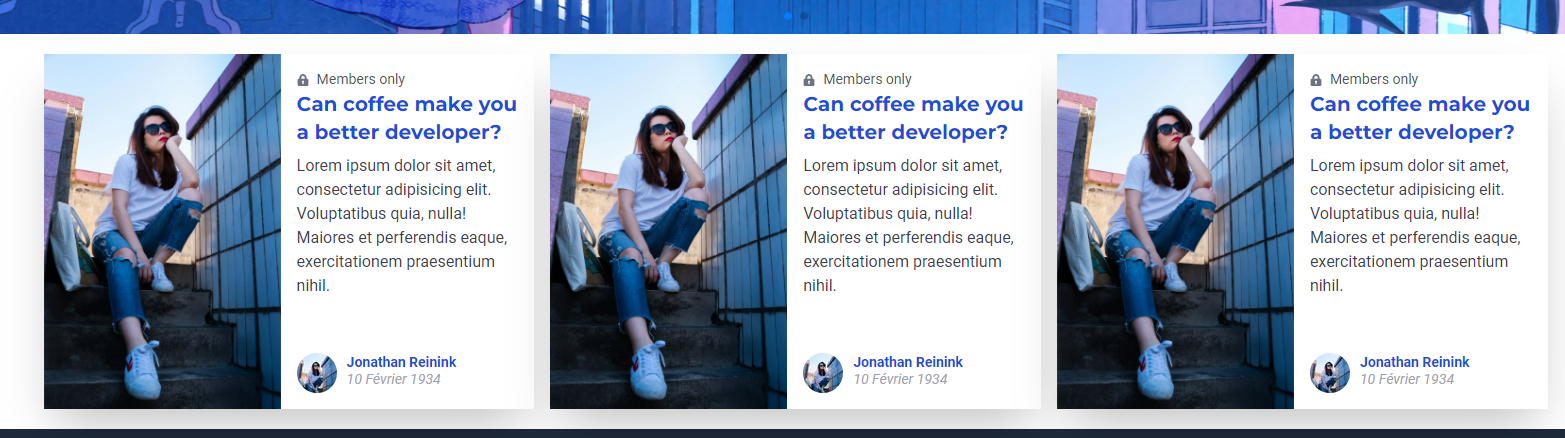 Members only
Can coffee make you
a better developer?
Lorem ipsum dolor sit amet,
consectetur adipisicing elit.
Voluptatibus quia, nulla!
Maiores et perferendis eaque,
exercitationem praesentium
nihil.
Jonathan Reinink
10 Février 1934
Members only
Can coffee make you
a better developer?
Lorem ipsum dolor sit amet,
consectetur adipisicing elit.
Voluptatibus quia, nulla!
Maiores et perferendis eaque,
exercitationem praesentium
nihil.
Jonathan Reinink
10 Février 1934
Members only
Can coffee make you
a better developer?
Lorem ipsum dolor sit amet,
consectetur adipisicing elit.
Voluptatibus quia, nulla!
Maiores et perferendis eaque,
exercitationem praesentium
nihil.
Jonathan Reinink
10 Février 1934